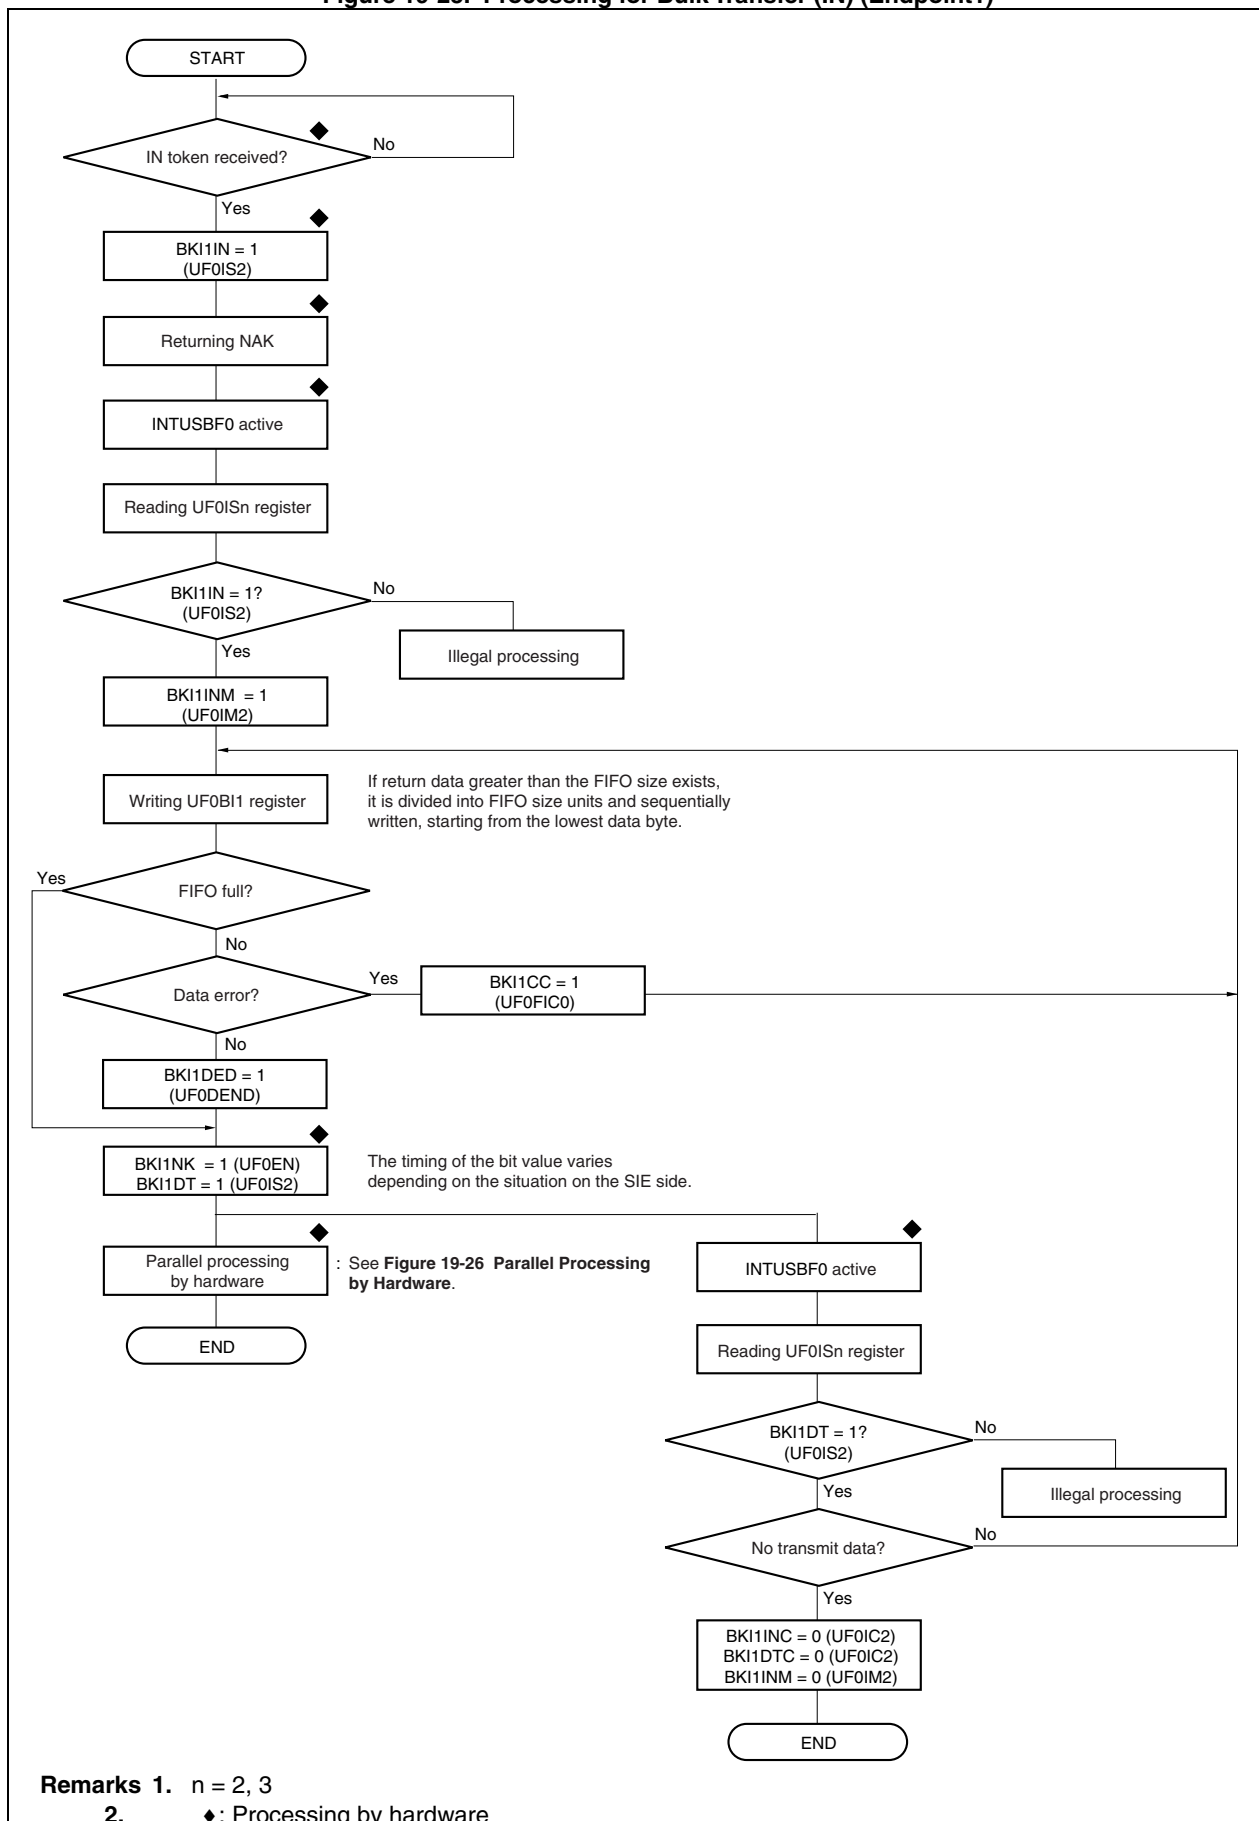 Figure 19-25. Processing for Bulk Transfer (IN) (Endpoint1)
START
IN token received?
No
Yes
BKI1IN = 1
(UF0IS2)
Returning NAK
INTUSBF0 active
Reading UF0ISn register
BKI1IN = 1?
(UF0IS2)
No
Illegal processing
Yes
BKI1INM = 1
(UF0IM2)
Writing UF0BI1 register
If return data greater than the FIFO size exists,
it is divided into FIFO size units and sequentially
written, starting from the lowest data byte.
Yes
FIFO full?
No
Data error?
Yes
BKI1CC = 1
(UF0FIC0)
No
BKI1DED = 1
(UF0DEND)
BKI1NK = 1 (UF0EN)
BKI1DT = 1 (UF0IS2)
The timing of the bit value varies
depending on the situation on the SIE side.
Parallel processing
by hardware
: See Figure 19-26 Parallel Processing
by Hardware.
END
INTUSBF0 active
Reading UF0ISn register
BKI1DT = 1?
(UF0IS2)
No
Illegal processing
Yes
No transmit data?
No
Yes
BKI1INC = 0 (UF0IC2)
BKI1DTC = 0 (UF0IC2)
BKI1INM = 0 (UF0IM2)
END
Remarks 1. n = 2, 3
2. ♦: Processing by hardware